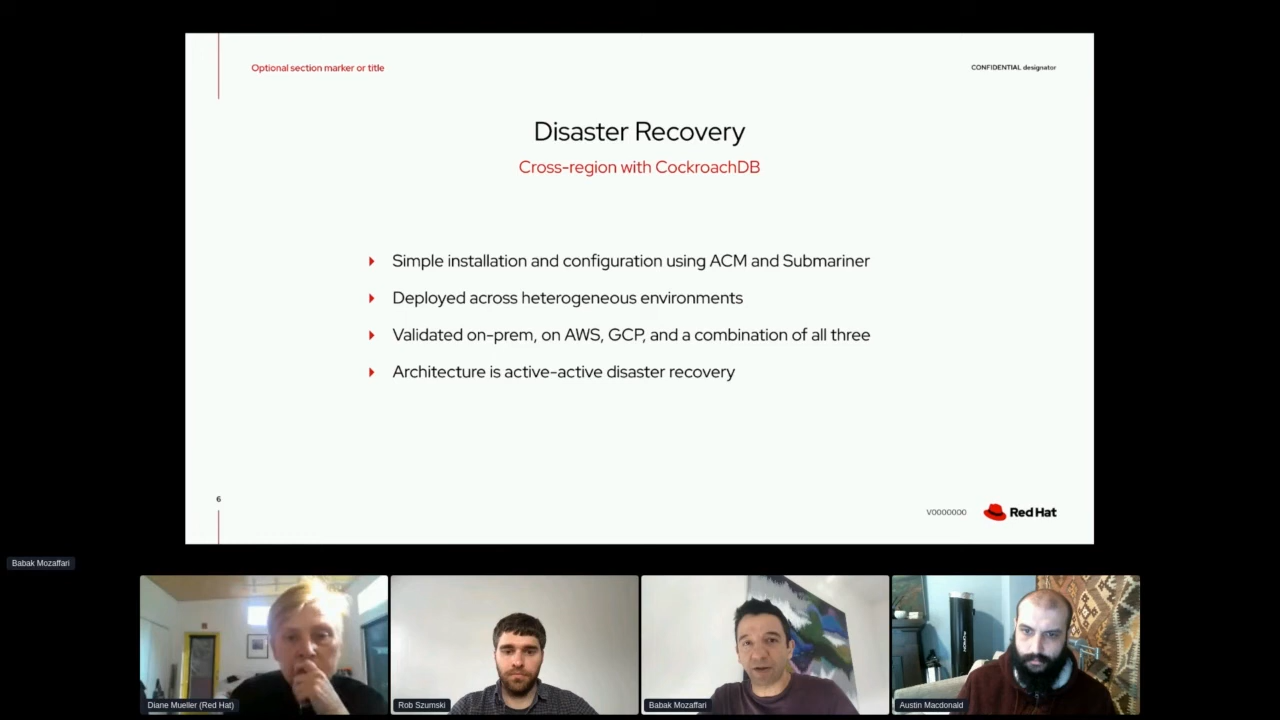 Optional section marker or title
CONFIDENTIAL designator
Disaster Recovery
Cross-region with CockroachDB
Simple installation and configuration using ACM and Submariner
Deployed across heterogeneous environments
Validated on-prem, on AWS, GCP, and a combination of all three
Architecture is active-active disaster recovery
6
V0000000
Red Hat
Babak Mozaffari
Diane Mueller (Red Hat)
Rob Szumski
Babak Mozaffari
Austin Macdonald